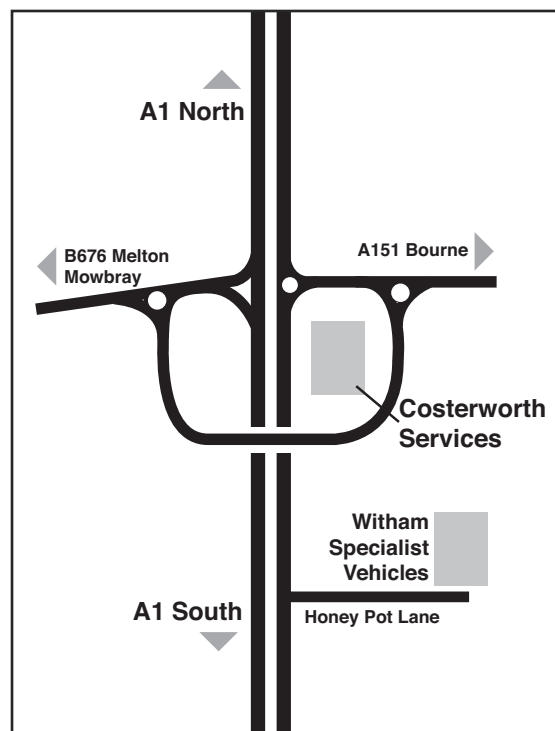 A1 North
B676 Melton
Mowbray
A151 Bourne
Costerworth
Services
Witham
Specialist
Vehicles
A1 South
Honey Pot Lane